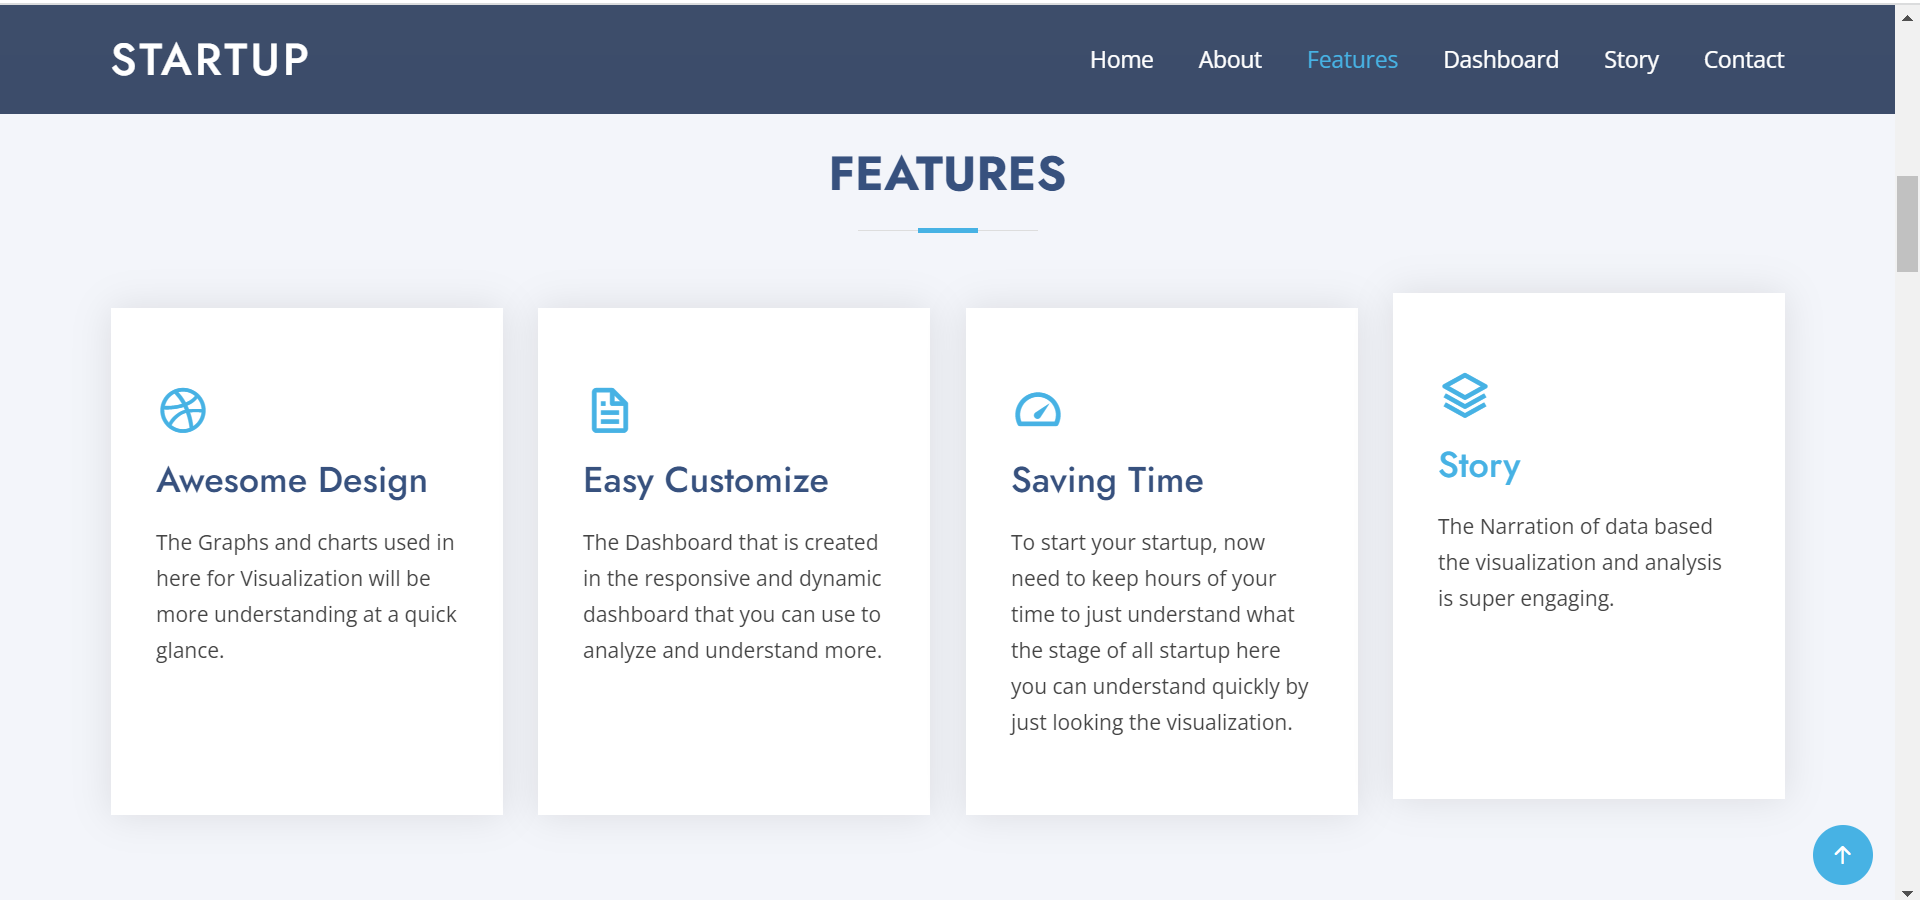 STARTUP
Home About Features Dashboard Story Contact
FEATURES
Awesome Design
The Graphs and charts used in
here for Visualization will be
more understanding at a quick
glance.
Easy Customize
The Dashboard that is created
in the responsive and dynamic
dashboard that you can use to
analyze and understand more.
Saving Time
To start your startup, now
need to keep hours of your
time to just understand what
the stage of all startup here
you can understand quickly by
just looking the visualization.
Story
The Narration of data based
the visualization and analysis
is super engaging.